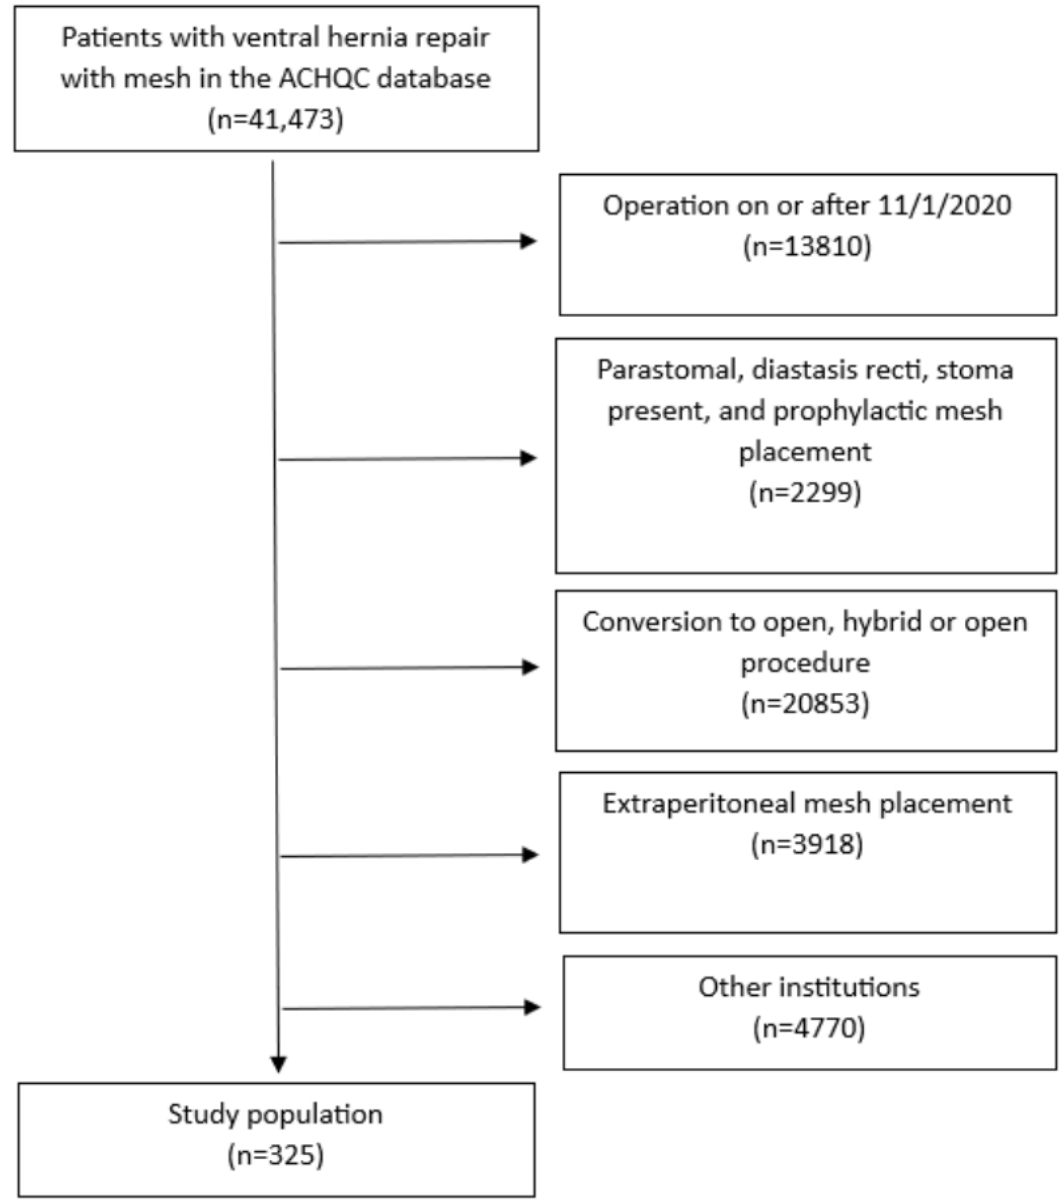 Patients with ventral hernia repair
with mesh in the ACHQC database
(n=41,473)
Operation on or after 11/1/2020
(n=13810)
Parastomal, diastasis recti, stoma
present, and prophylactic mesh
placement
(n=2299)
Conversion to open, hybrid or open
procedure
(n=20853)
Extraperitoneal mesh placement
(n=3918)
Other institutions
(n=4770)
Study population
(n=325)